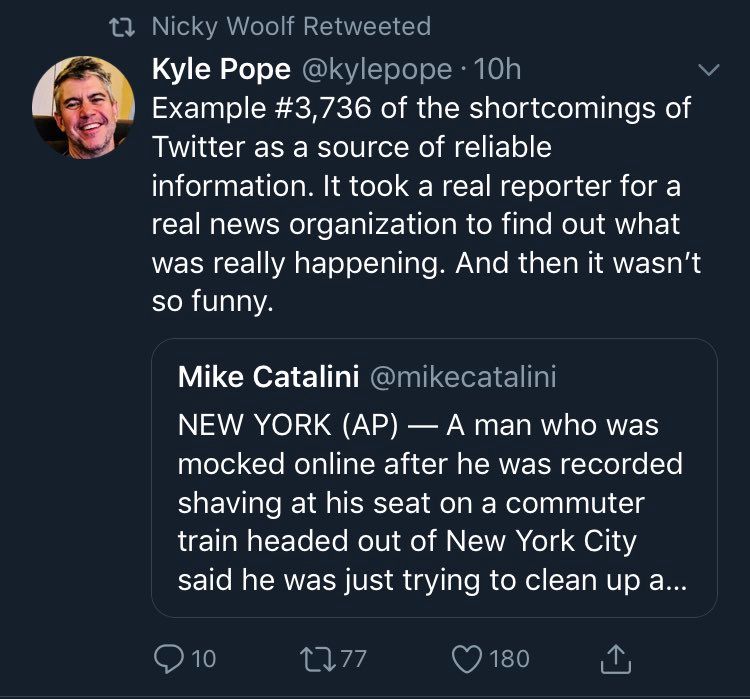 Nicky Woolf Retweeted
Kyle Pope @kylepope · 10h
Example #3,736 of the shortcomings of
Twitter as a source of reliable
information. It took a real reporter for a
real news organization to find out what
was really happening. And then it wasn’t
so funny.
Mike Catalini @mikecatalini
NEW YORK (AP) — A man who was
mocked online after he was recorded
shaving at his seat on a commuter
train headed out of New York City
said he was just trying to clean up a...
10 77 180